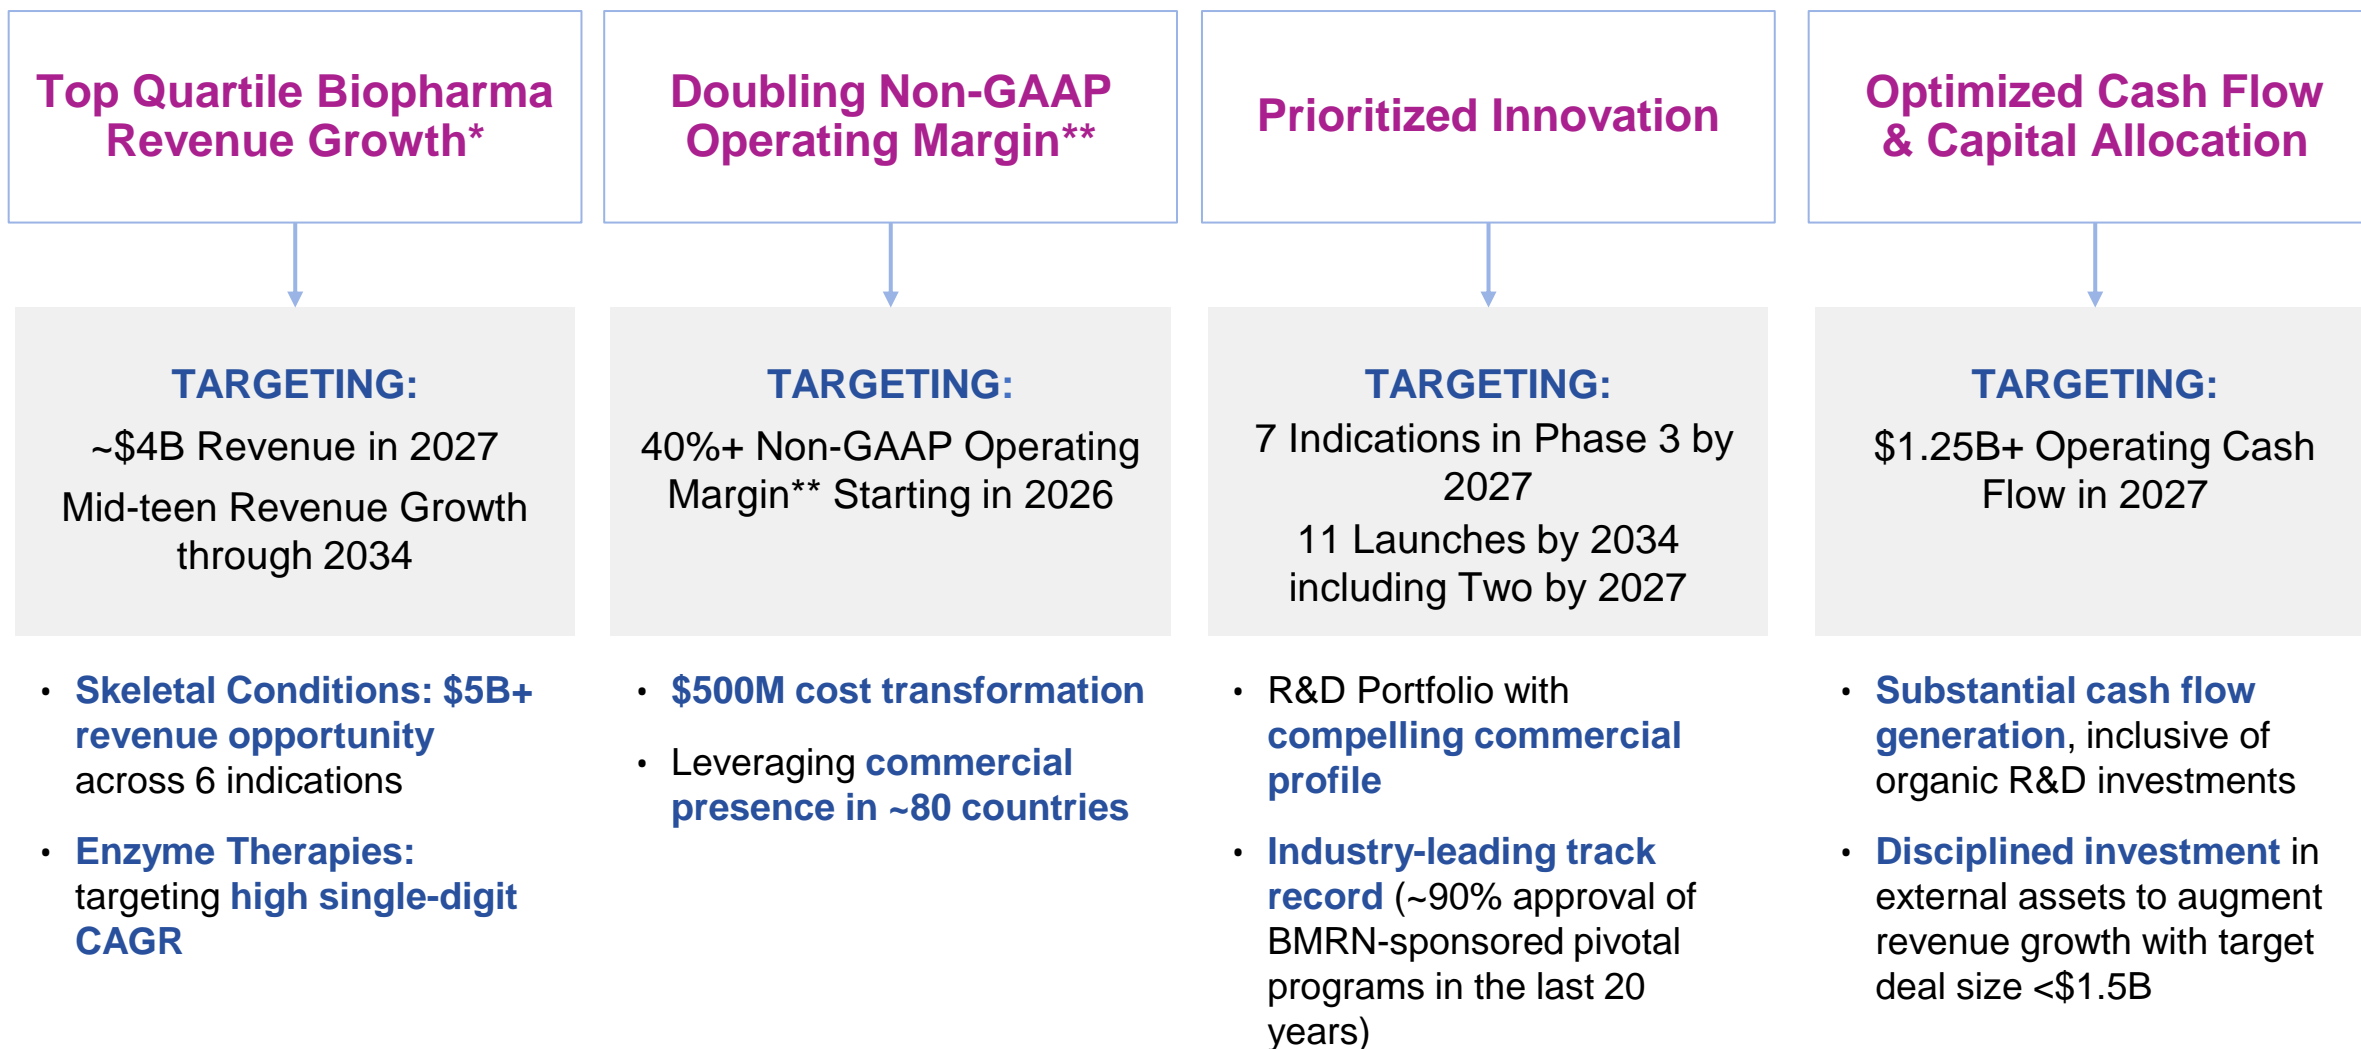 Top Quartile Biopharma
Revenue Growth*
TARGETING:
~$4B Revenue in 2027
Mid-teen Revenue Growth
through 2034
• Skeletal Conditions: $5B+
revenue opportunity
across 6 indications
• Enzyme Therapies:
targeting high single-digit
CAGR
Doubling Non-GAAP
Operating Margin**
TARGETING:
40%+ Non-GAAP Operating
Margin** Starting in 2026
• $500M cost transformation
• Leveraging commercial
presence in ~80 countries
Prioritized Innovation
TARGETING:
7 Indications in Phase 3 by
2027
11 Launches by 2034
including Two by 2027
• R&D Portfolio with
compelling commercial
profile
• Industry-leading track
record (~90% approval of
BMRN-sponsored pivotal
programs in the last 20
years)
Optimized Cash Flow
& Capital Allocation
TARGETING:
$1.25B+ Operating Cash
Flow in 2027
• Substantial cash flow
generation, inclusive of
organic R&D investments
• Disciplined investment in
external assets to augment
revenue growth with target
deal size <$1.5B